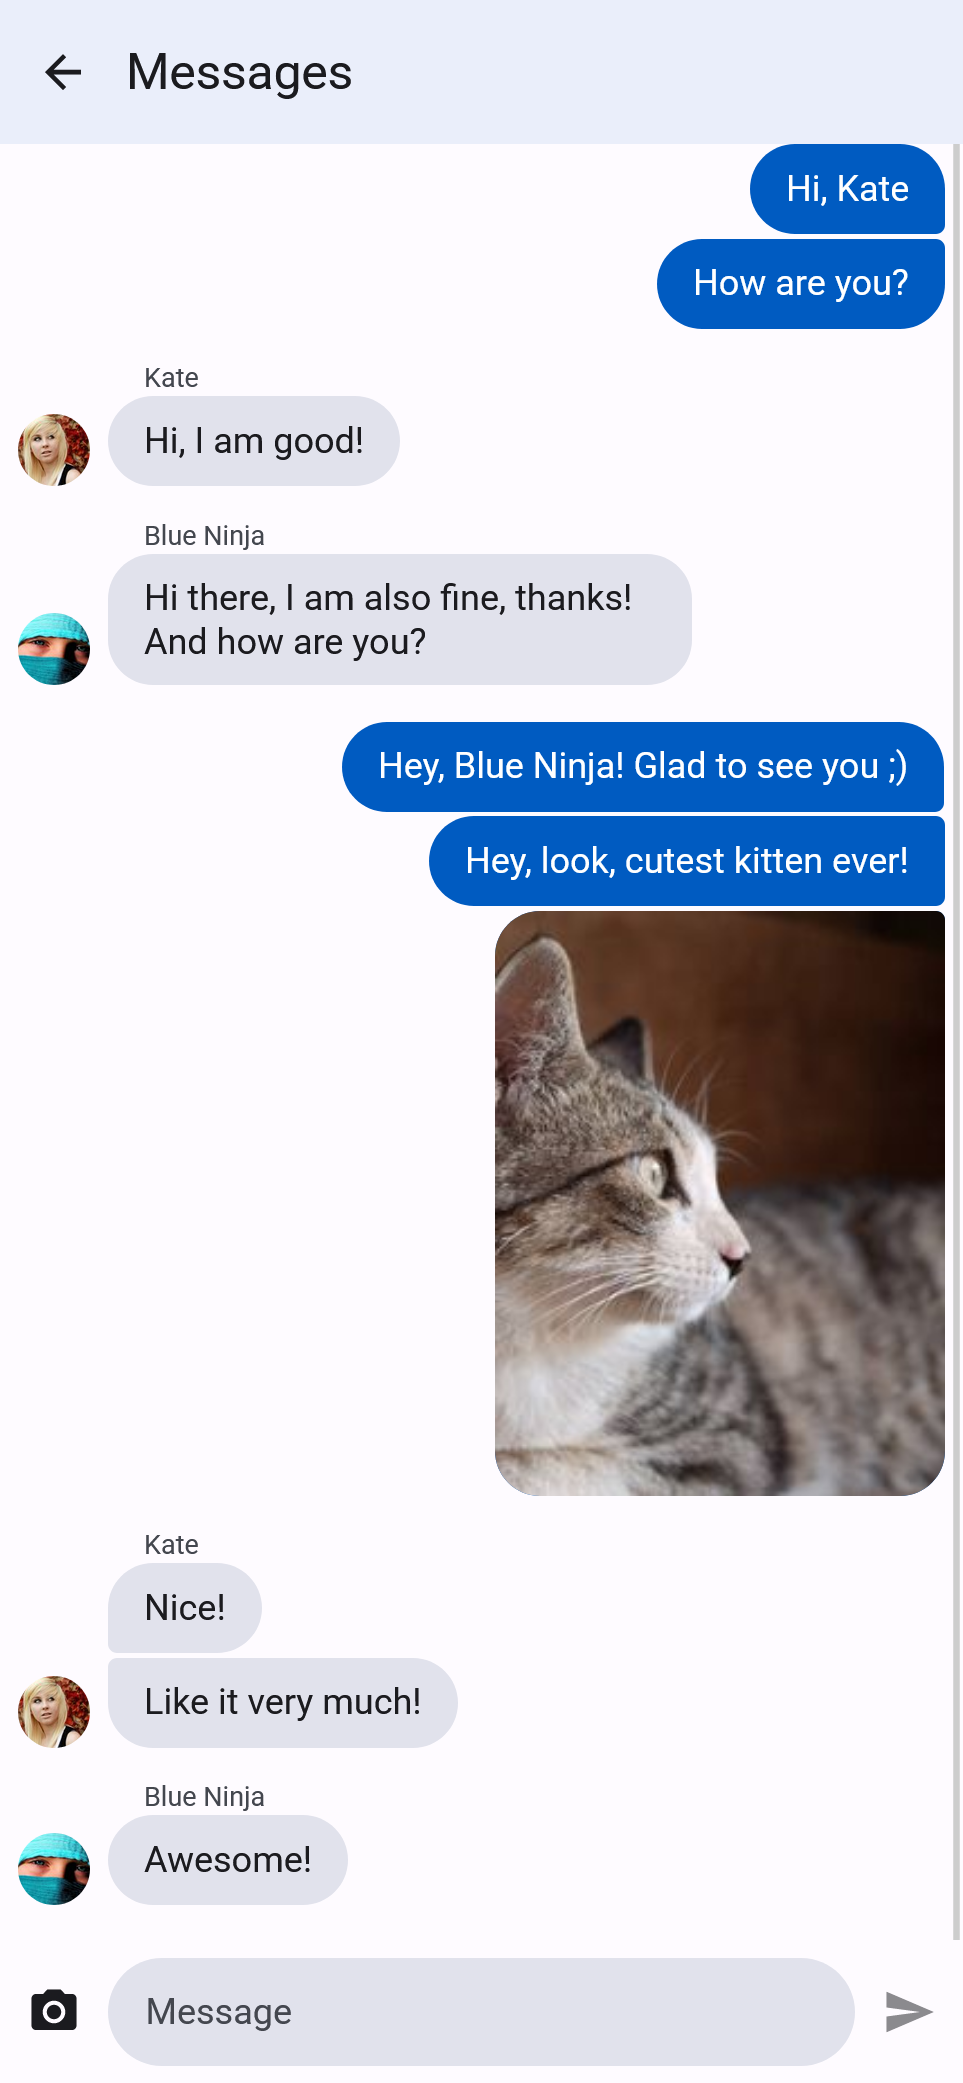 Messages
Hi, Kate
How are you?
Kate
Hi, I am good!
Blue Ninja
Hi there, I am also fine, thanks!
And how are you?
Hey, Blue Ninja! Glad to see you ;)
Hey, look, cutest kitten ever!
Kate
Nice!
Like it very much!
Blue Ninja
Awesome!
Message